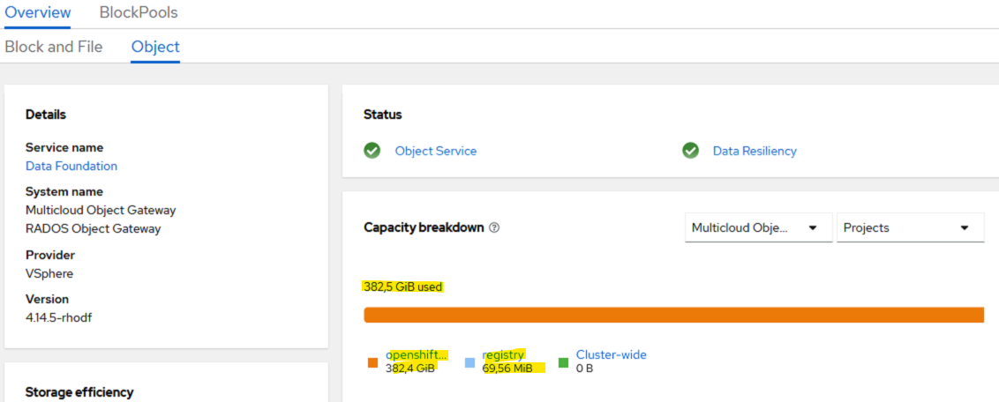 Overview BlockPools
Block and File Object
Details
Service name
Data Foundation
System name
Multicloud Object Gateway
RADOS Object Gateway
Provider
VSphere
Version
4.14.5-rhodf
Storage efficiency
Status
Object Service Data Resiliency
Capacity breakdown
Multicloud Obje... Projects
382,5 GiB used
openshift... registry Cluster-wide
382,4 GiB 69,56 MiB 0 B